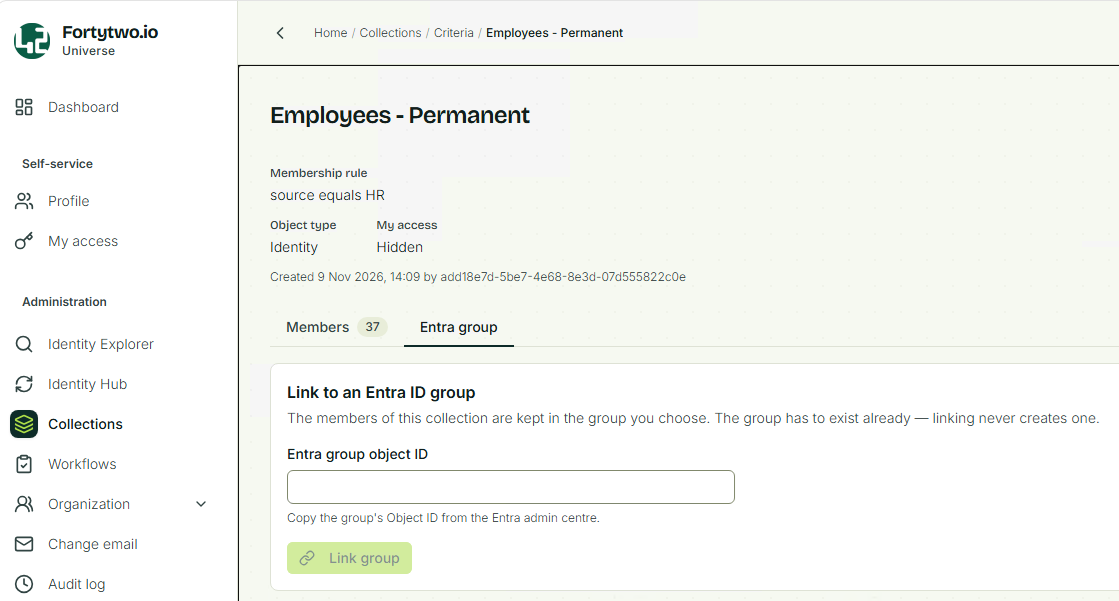 Fortytwo.io
Universe
Dashboard
Self-service
Profile
My access
Administration
Identity Explorer
Identity Hub
Collections
Workflows
Organization
Change email
Audit log
Home / Collections / Criteria / Employees - Permanent
Employees - Permanent
Membership rule
source equals HR
Object type My access
Identity Hidden
Created 9 Nov 2026, 14:09 by add18e7d-5be7-4e68-8e3d-07d555822c0e
Members 37 Entra group
Link to an Entra ID group
The members of this collection are kept in the group you choose. The group has to exist already — linking never creates one.
Entra group object ID
Copy the group's Object ID from the Entra admin centre.
Link group